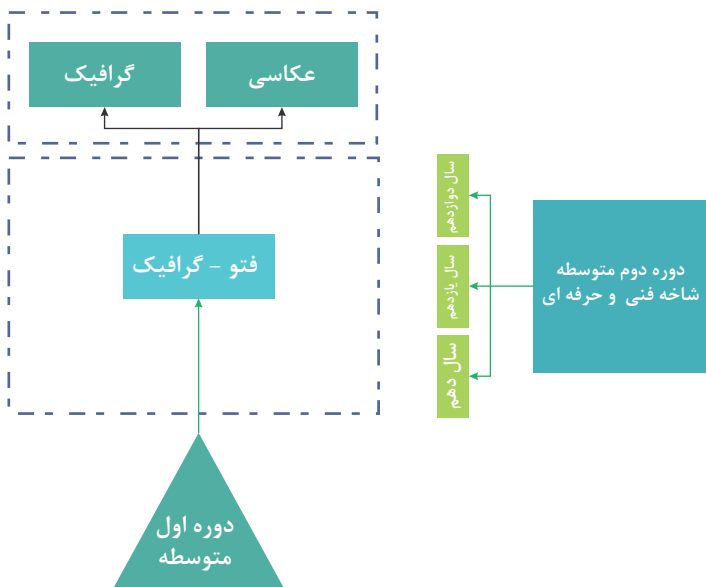 عکاسی
گرافیک
فتو - گرافیک
دوره اول
متوسطه
دوره دوم متوسطه
شاخه فنی و حرفه ای
سال دوازدهم
سال یازدهم
سال دهم